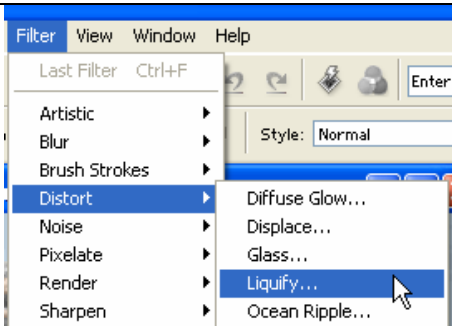 Filter View Window Help
Last Filter Ctrl+F
Enter
Artistic
Blur
Style: Normal
Brush Strokes
Distort
Diffuse Glow...
Noise
Displace...
Pixelate
Glass...
Render
Liquify...
Sharpen
Ocean Ripple...